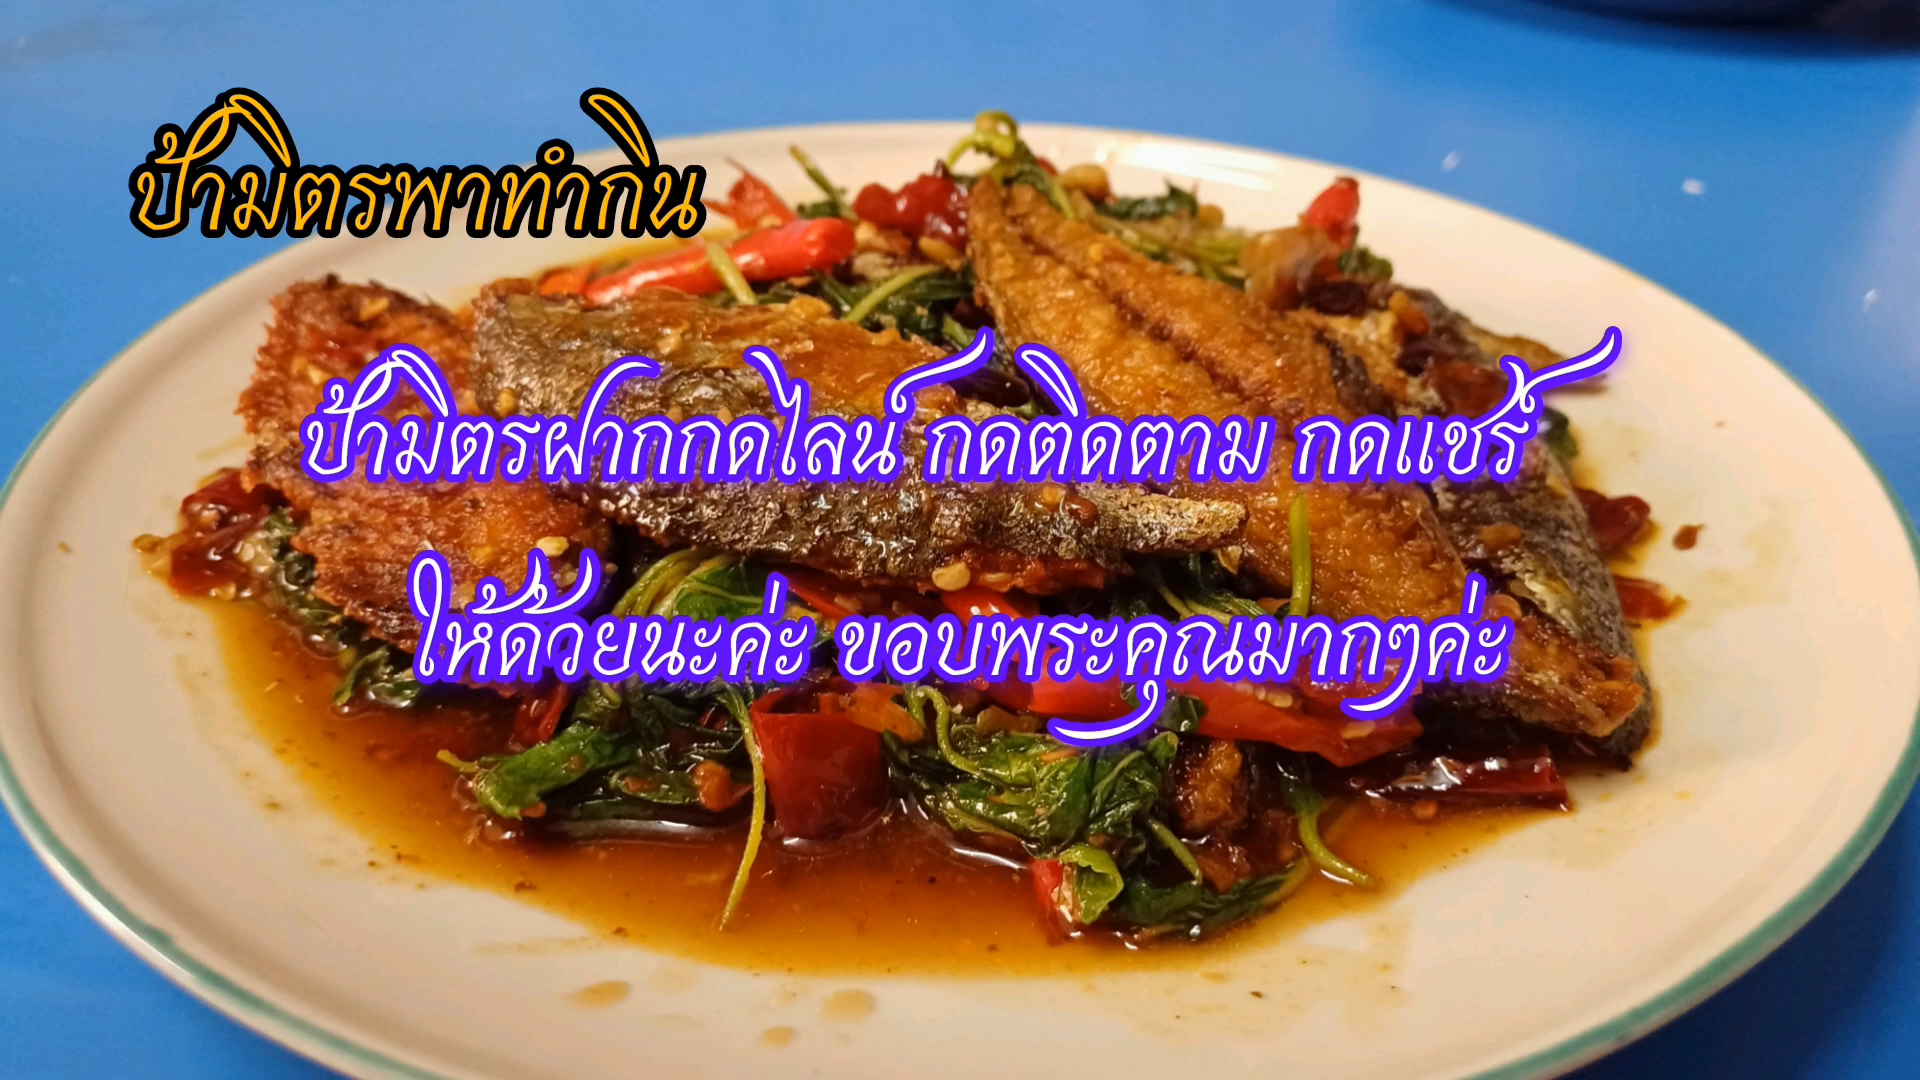 ป้ามิตรพาทำกิน
ป้ามิตรฝากกดไลน์ กดติดตาม กดแชร์
ให้ด้วยนะค่ะ ขอบพระคุณมากๆค่ะ